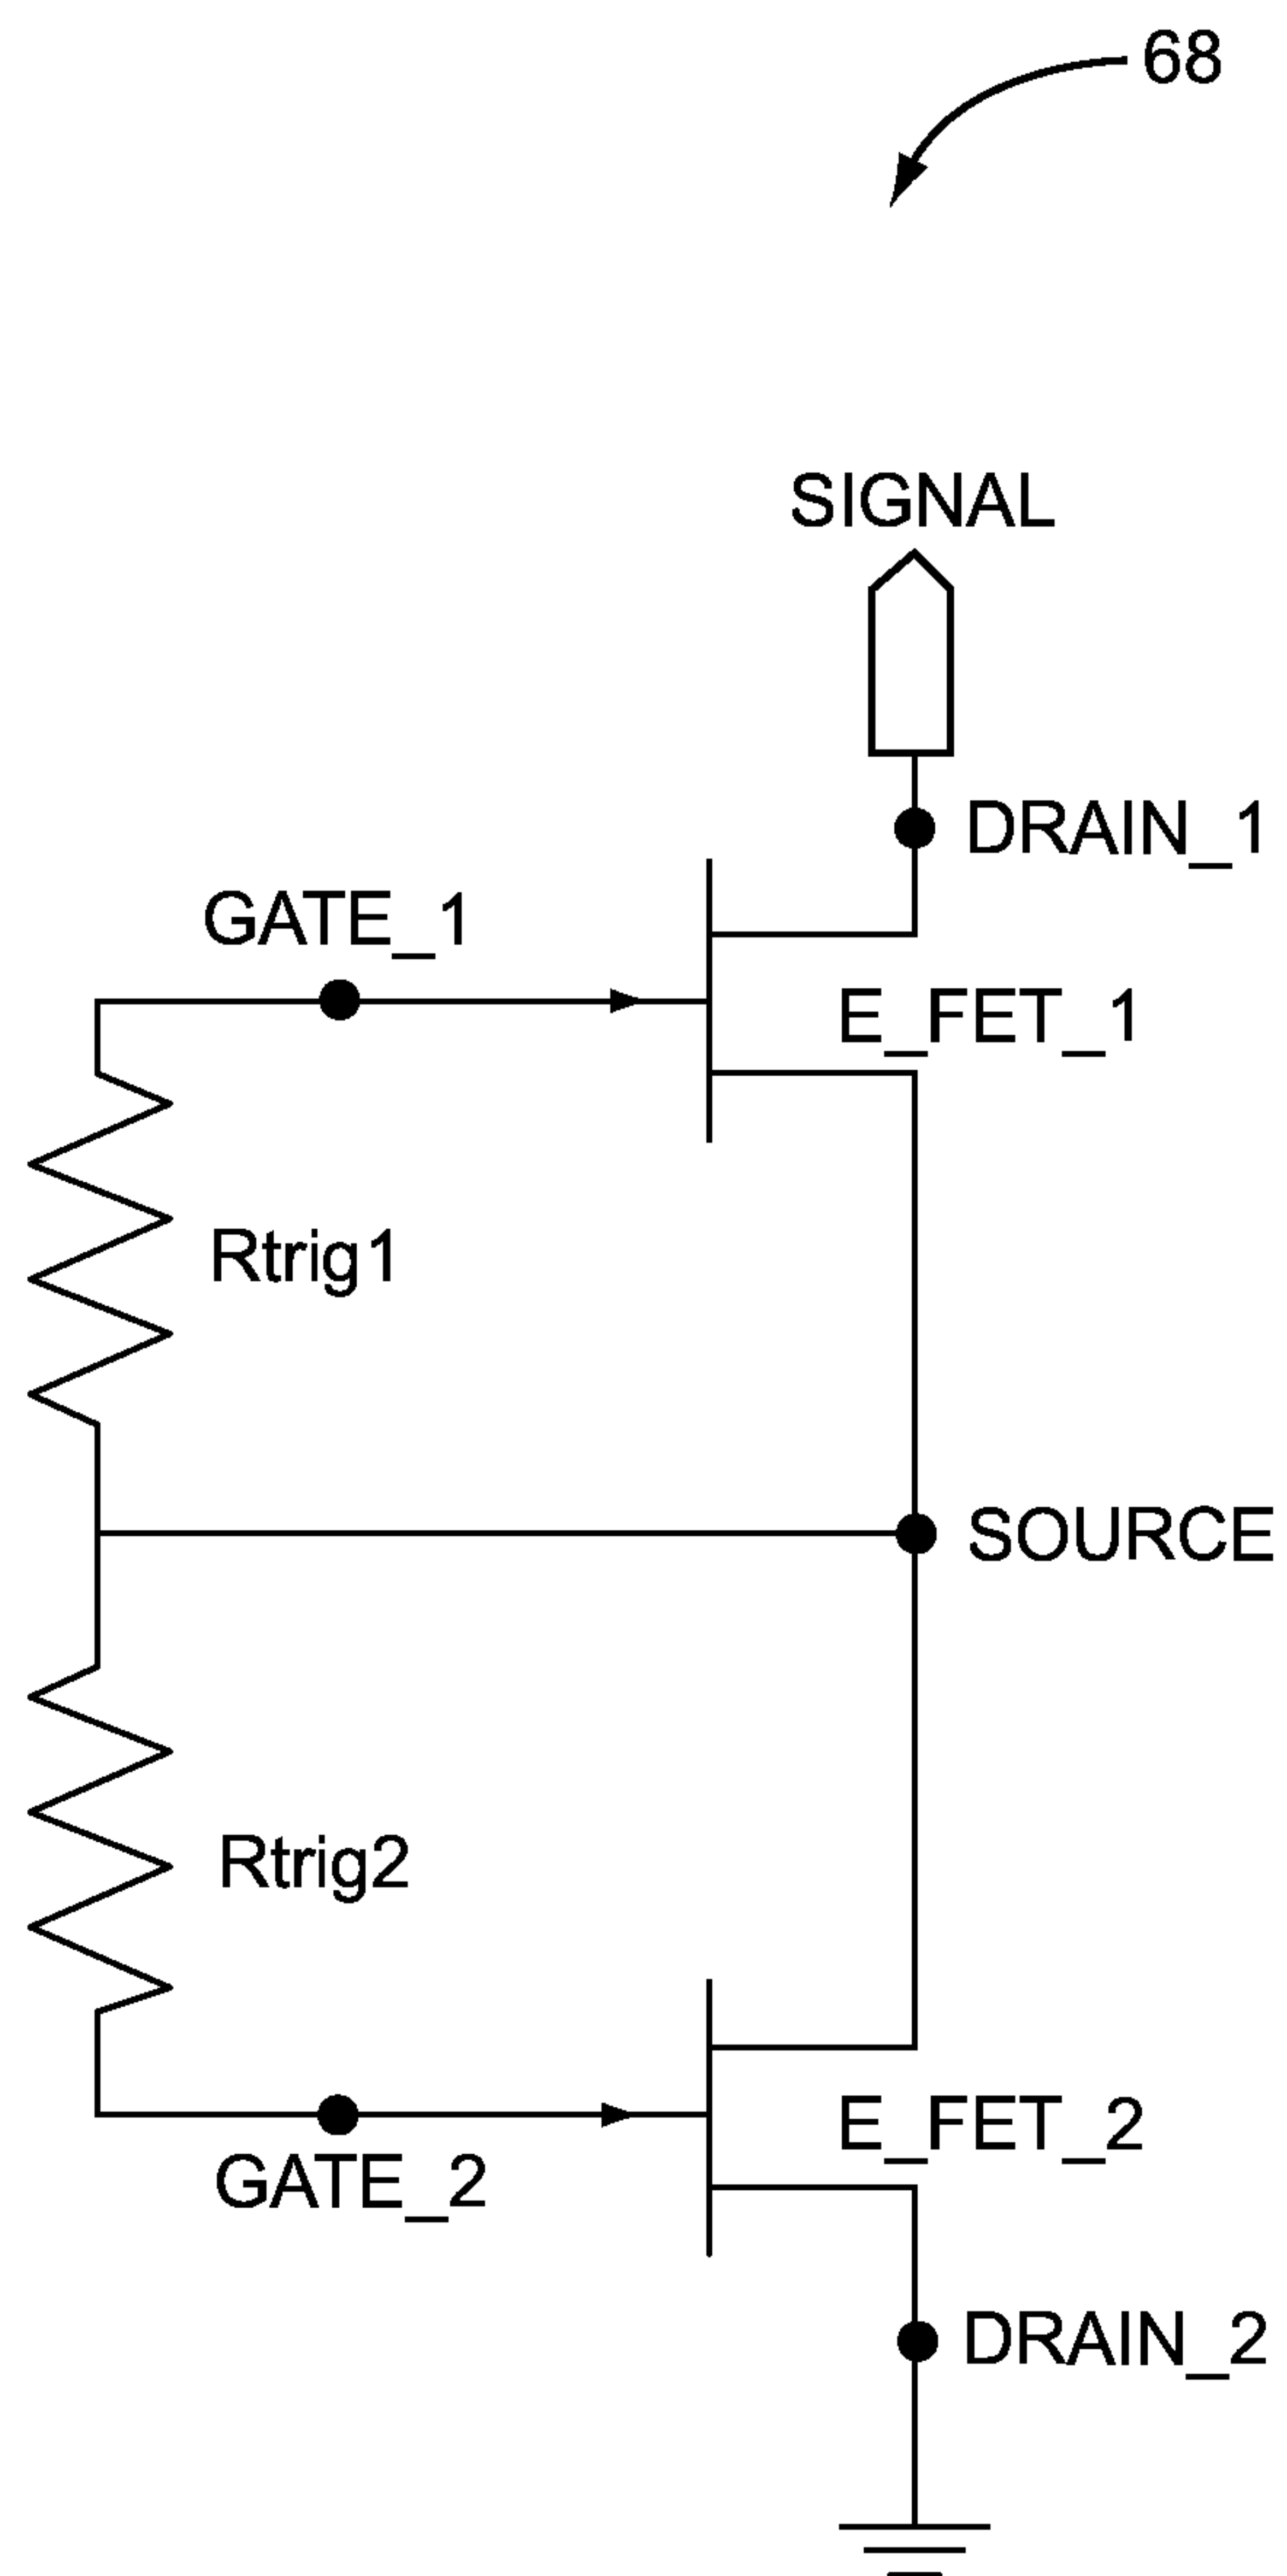 68
SIGNAL
DRAIN_1
GATE_1
E_FET_1
Rtrig1
SOURCE
Rtrig2
E_FET_2
GATE_2
DRAIN_2